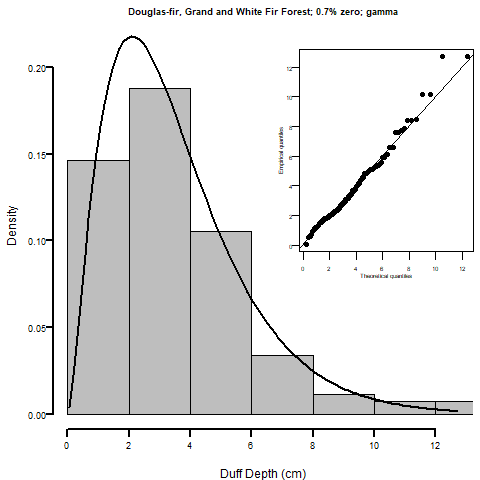 Douglas-fir, Grand and White Fir Forest; 0.7% zero; gamma
Density
0.20
0.15
0.10
0.05
0.00
0 2 4 6 8 10 12
Duff Depth (cm)
Empirical quantiles
12
10
8
6
4
2
0
0 2 4 6 8 10 12
Theoretical quantiles